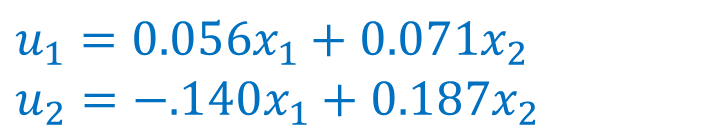 u₁ = 0.056x₁ + 0.071x₂
u₂ = −.140x₁ + 0.187x₂